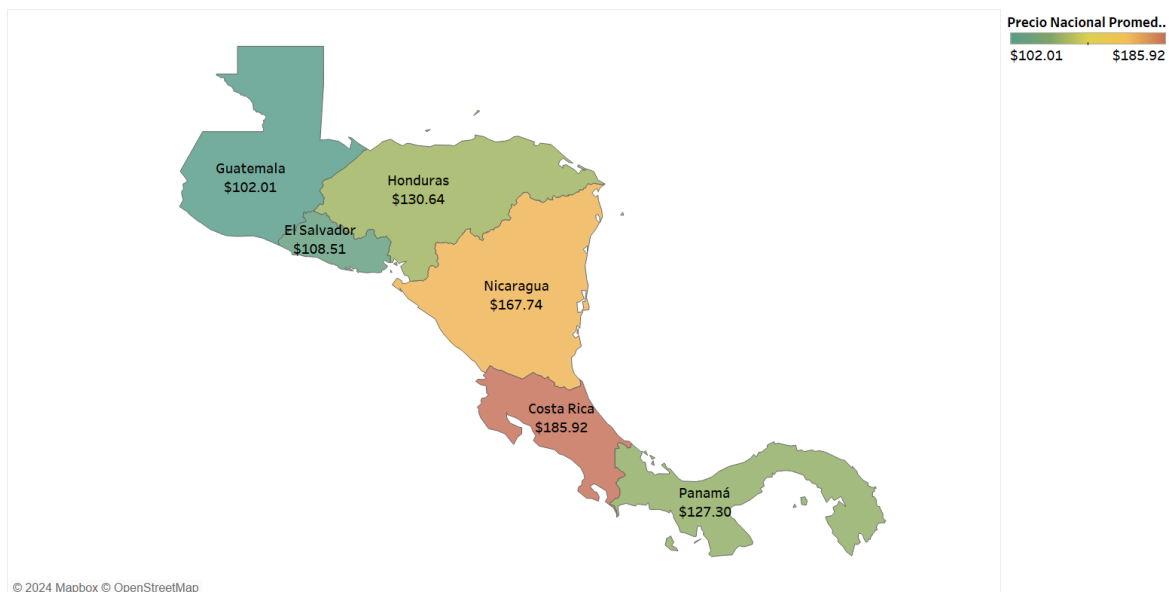 Precio Nacional Promed..
$102.01 $185.92
Guatemala
$102.01
Honduras
$130.64
El Salvador
$108.51
Nicaragua
$167.74
Costa Rica
$185.92
Panamá
$127.30
© 2024 Mapbox © OpenStreetMap